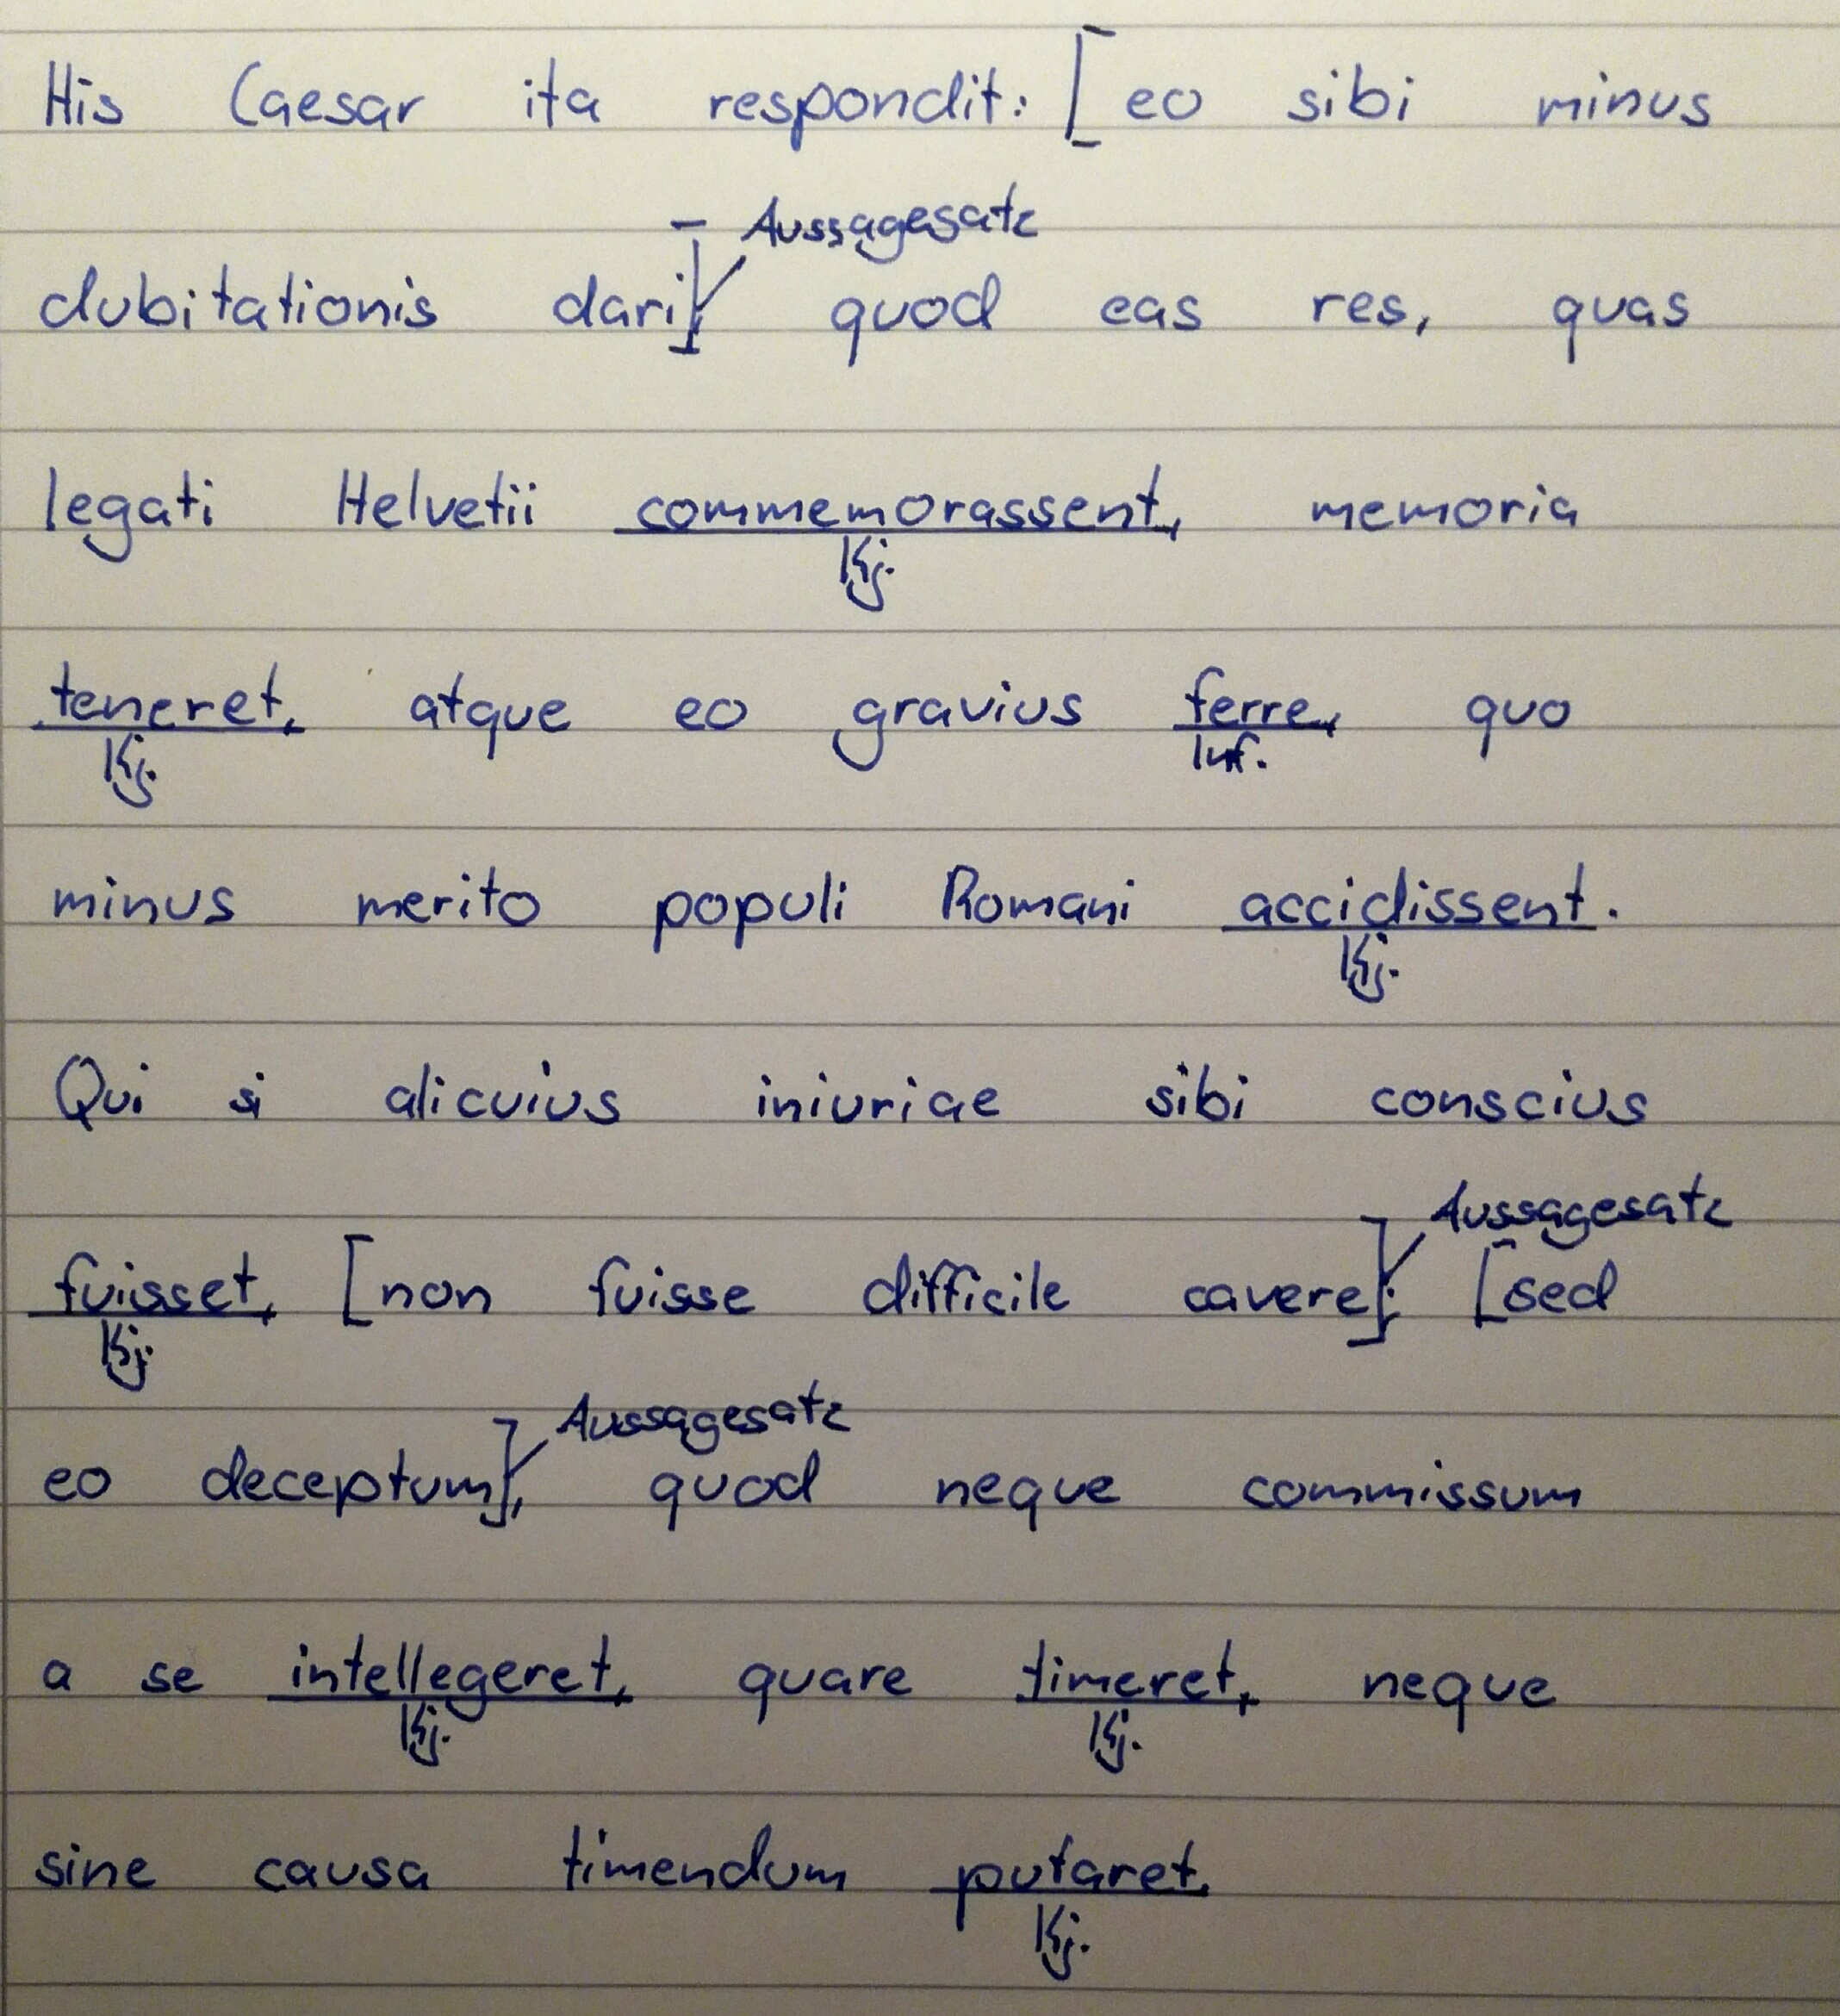 His Caesar ita respondit: [eo sibi minus
Aussagesatz
dubitationis dari], quod eas res, quas
legati Helvetii commemorassent, memoria
Kj.
teneret, atque eo gravius ferre, quo
Kj. Inf.
minus merito populi Romani accidissent.
Kj.
Qui si alicuius iniuriae sibi conscius
Aussagesatz
fuisset, [non fuisse difficile cavere]; [sed
Kj.
Aussagesatz
eo deceptum], quod neque commissum
a se intellegeret, quare timeret, neque
Kj. Kj.
sine causa timendum putaret.
Kj.